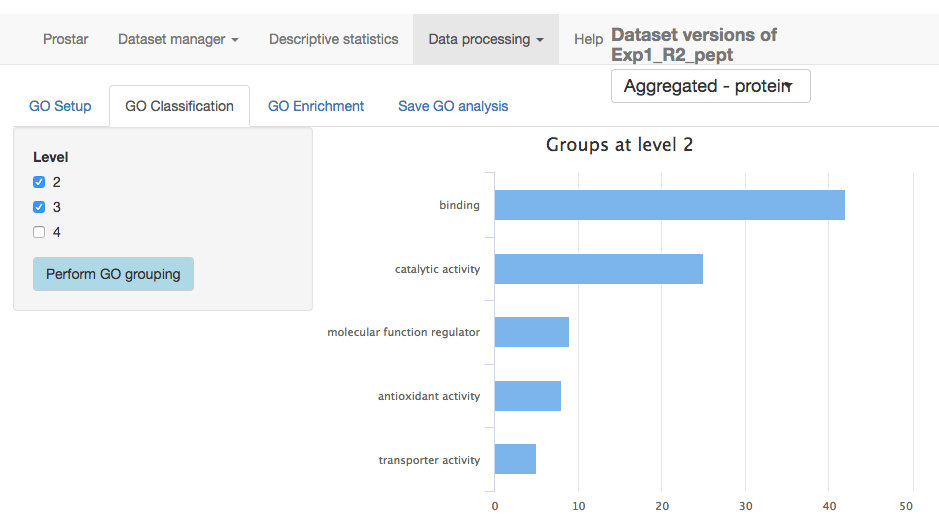 Prostar Dataset manager Descriptive statistics Data processing Help
Dataset versions of
Exp1_R2_pept
Aggregated - protein
GO Setup GO Classification GO Enrichment Save GO analysis
Level
2
3
4
Perform GO grouping
Groups at level 2
binding
catalytic activity
molecular function regulator
antioxidant activity
transporter activity
0 10 20 30 40 50